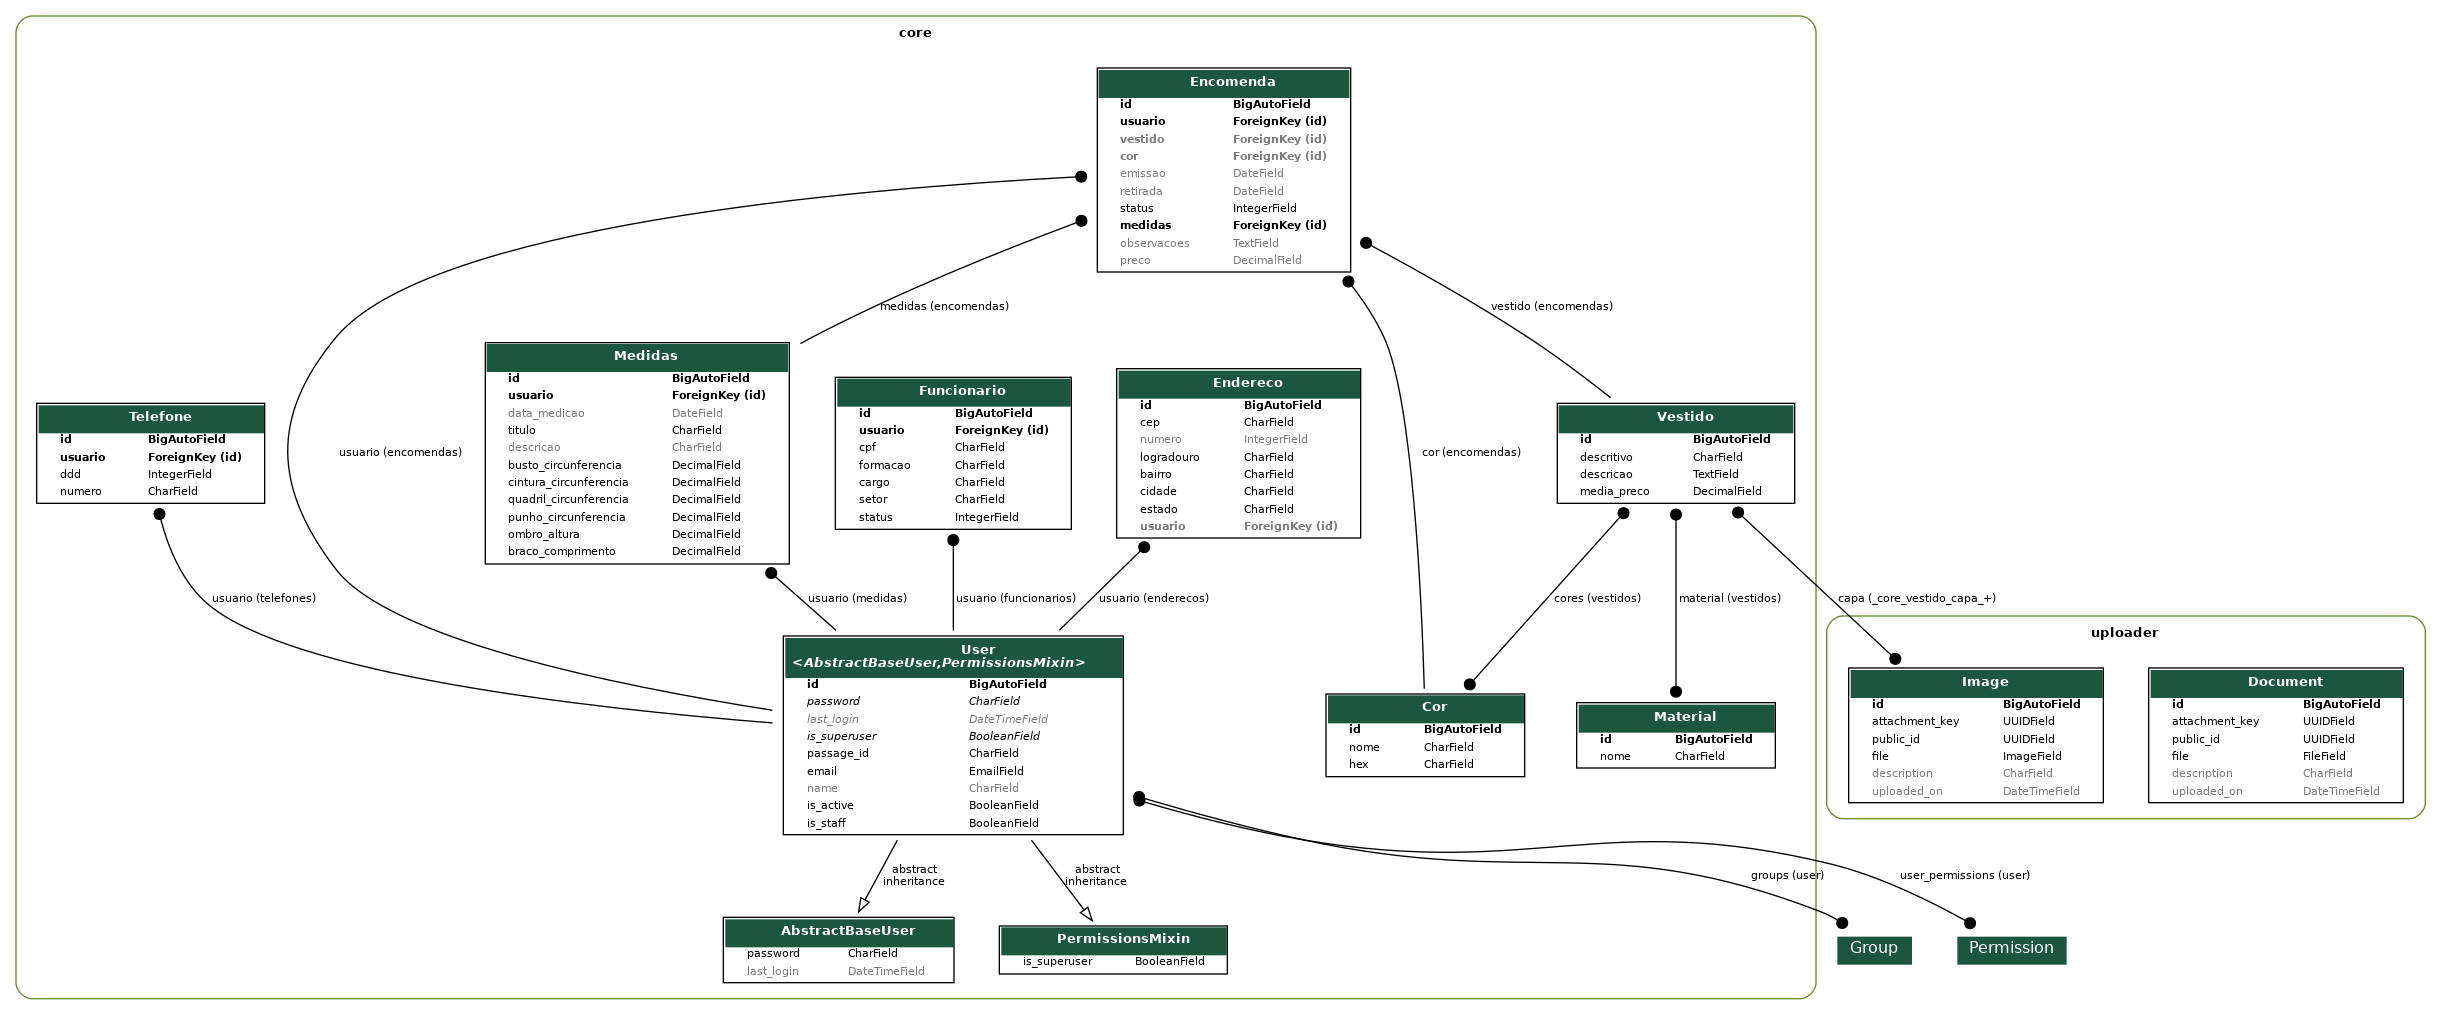 core
Encomenda
id BigAutoField
usuario ForeignKey (id)
vestido ForeignKey (id)
cor ForeignKey (id)
emissao DateField
retirada DateField
status IntegerField
medidas ForeignKey (id)
observacoes TextField
preco DecimalField
medidas (encomendas)
vestido (encomendas)
usuario (encomendas)
cor (encomendas)
Telefone
id BigAutoField
usuario ForeignKey (id)
ddd IntegerField
numero CharField
Medidas
id BigAutoField
usuario ForeignKey (id)
data_medicao DateField
titulo CharField
descricao CharField
busto_circunferencia DecimalField
cintura_circunferencia DecimalField
quadril_circunferencia DecimalField
punho_circunferencia DecimalField
ombro_altura DecimalField
braco_comprimento DecimalField
Funcionario
id BigAutoField
usuario ForeignKey (id)
cpf CharField
formacao CharField
cargo CharField
setor CharField
status IntegerField
Endereco
id BigAutoField
cep CharField
numero IntegerField
logradouro CharField
bairro CharField
cidade CharField
estado CharField
usuario ForeignKey (id)
Vestido
id BigAutoField
descritivo CharField
descricao TextField
media_preco DecimalField
usuario (telefones)
usuario (medidas)
usuario (funcionarios)
usuario (enderecos)
cores (vestidos)
material (vestidos)
capa (_core_vestido_capa_+)
User
<AbstractBaseUser,PermissionsMixin>
id BigAutoField
password CharField
last_login DateTimeField
is_superuser BooleanField
passage_id CharField
email EmailField
name CharField
is_active BooleanField
is_staff BooleanField
Cor
id BigAutoField
nome CharField
hex CharField
Material
id BigAutoField
nome CharField
uploader
Image
id BigAutoField
attachment_key UUIDField
public_id UUIDField
file ImageField
description CharField
uploaded_on DateTimeField
Document
id BigAutoField
attachment_key UUIDField
public_id UUIDField
file FileField
description CharField
uploaded_on DateTimeField
abstract
inheritance
abstract
inheritance
groups (user)
user_permissions (user)
AbstractBaseUser
password CharField
last_login DateTimeField
PermissionsMixin
is_superuser BooleanField
Group
Permission